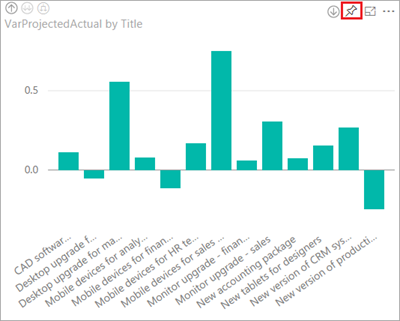 VarProjectedActual by Title
0.5
0.0
CAD softwar...
Desktop upgrade f...
Desktop upgrade for ma...
Mobile devices for analy...
Mobile devices for finan...
Mobile devices for HR te...
Mobile devices for sales ...
Monitor upgrade - finan...
Monitor upgrade - sales
New accounting package
New tablets for designers
New version of CRM sys...
New version of producti...